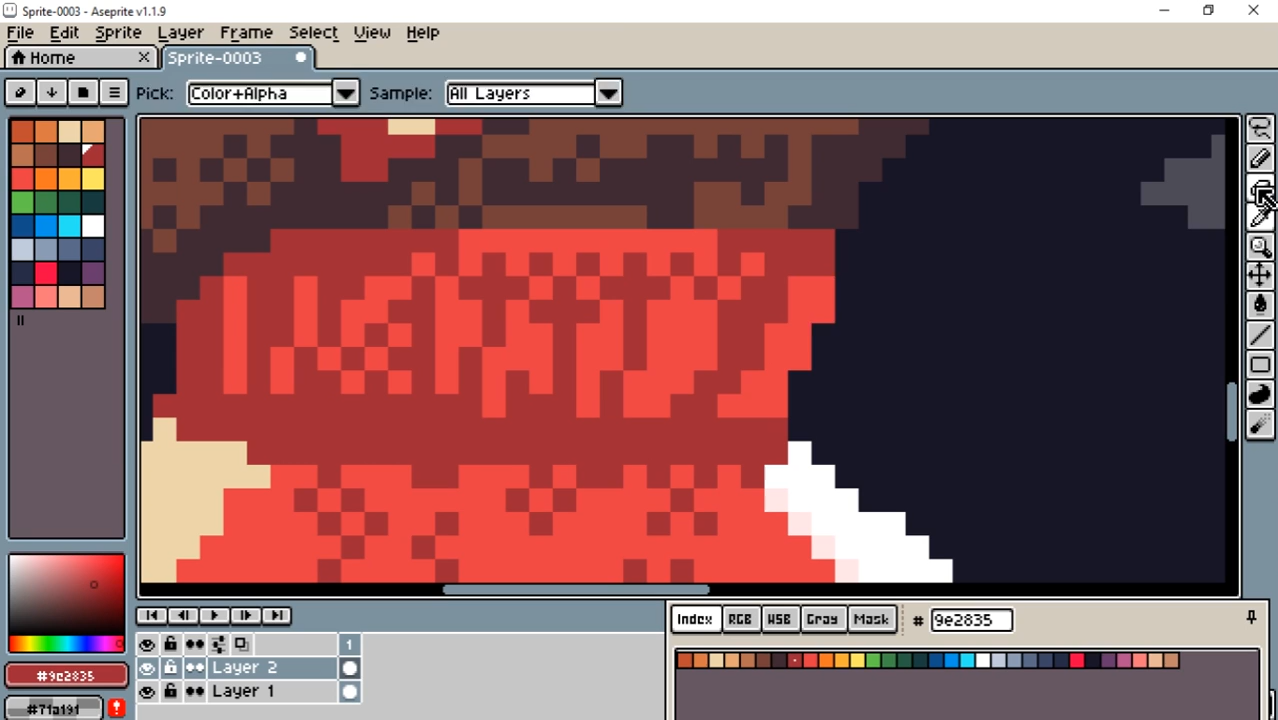 Sprite-0003 - Aseprite v1.1.9
File Edit Sprite Layer Frame Select View Help
Home Sprite-0003
Pick: Color+Alpha Sample: All Layers
Index RGB HSB Gray Mask # 9e2835
1
Layer 2
Layer 1
#9e2835
#71a191